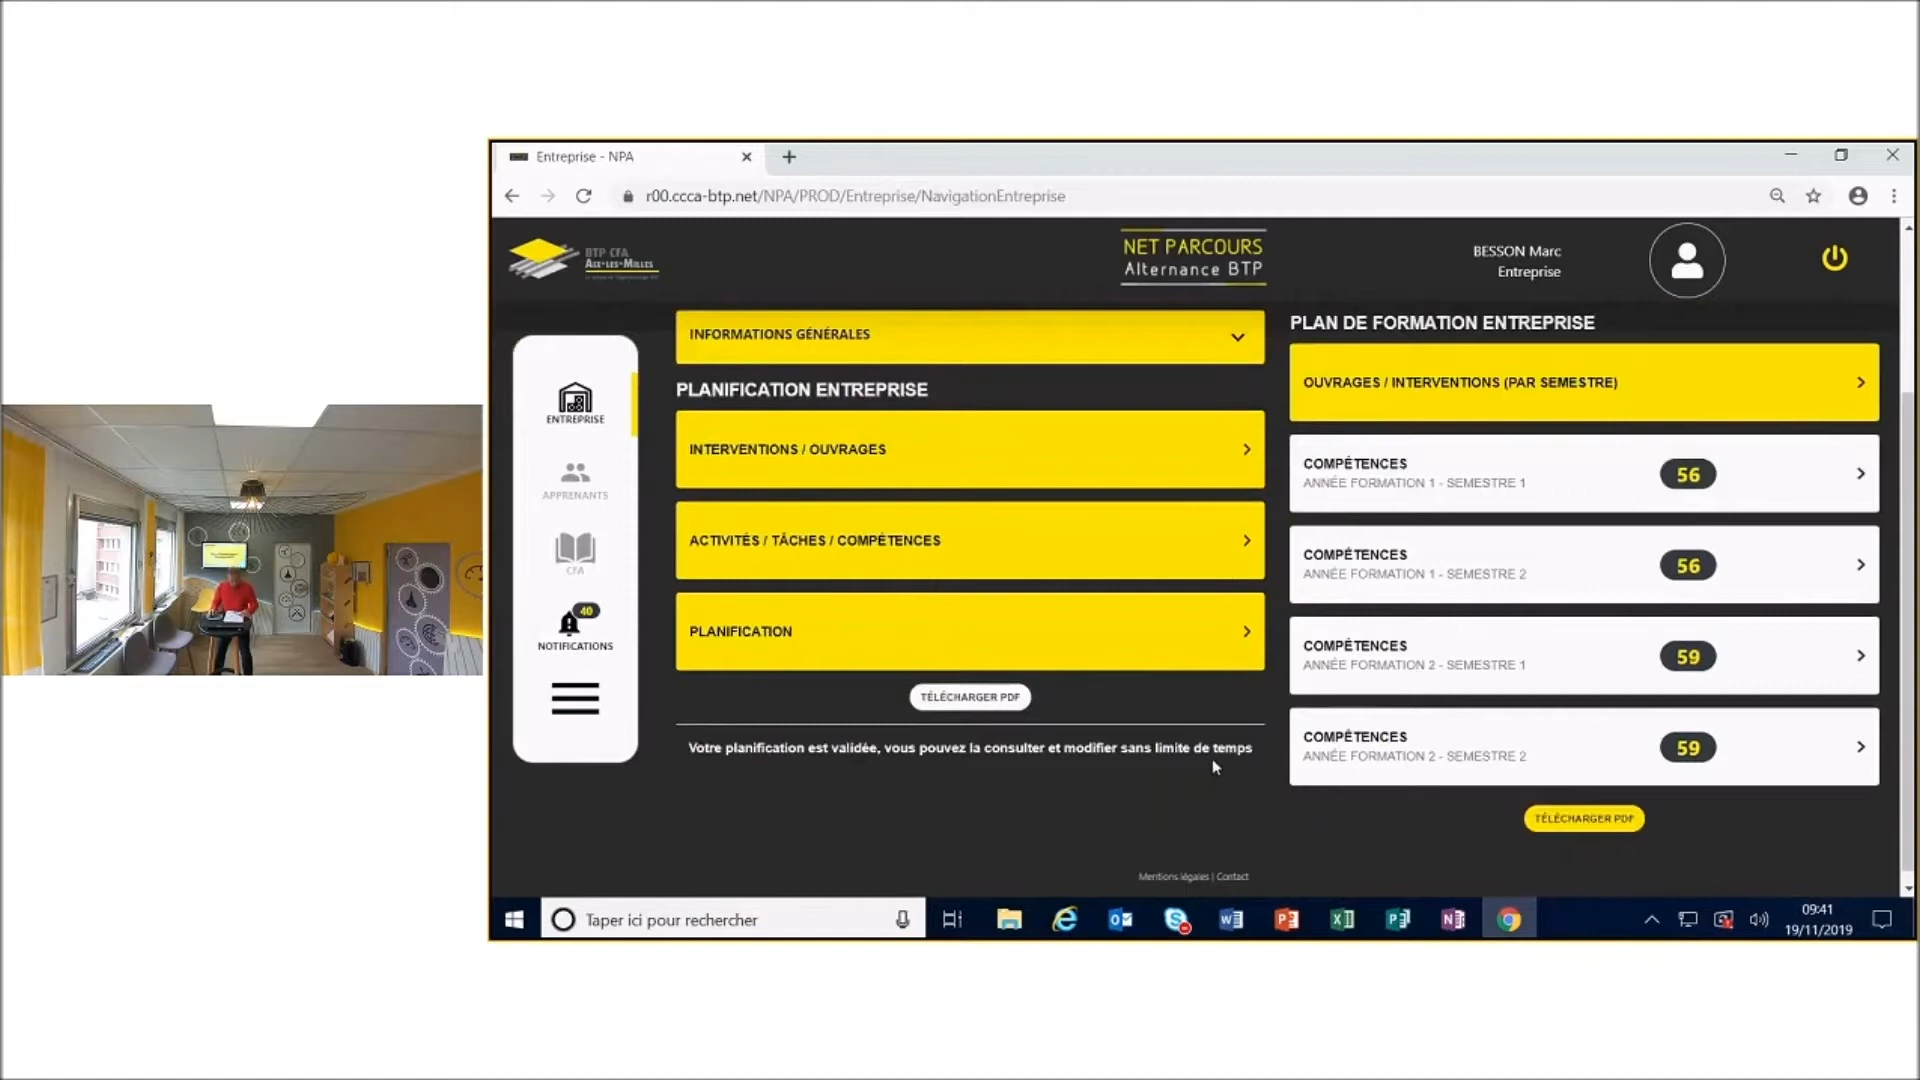 Entreprise - NPA
r00.ccca-btp.net/NPA/PROD/Entreprise/NavigationEntreprise
BTP CFA
AIX-LES-MILLES
NET PARCOURS
Alternance BTP
BESSON Marc
Entreprise
ENTREPRISE
APPRENANTS
CFA
40
NOTIFICATIONS
INFORMATIONS GÉNÉRALES
PLANIFICATION ENTREPRISE
INTERVENTIONS / OUVRAGES
ACTIVITÉS / TÂCHES / COMPÉTENCES
PLANIFICATION
TÉLÉCHARGER PDF
Votre planification est validée, vous pouvez la consulter et modifier sans limite de temps
PLAN DE FORMATION ENTREPRISE
OUVRAGES / INTERVENTIONS (PAR SEMESTRE)
COMPÉTENCES
ANNÉE FORMATION 1 - SEMESTRE 1
56
COMPÉTENCES
ANNÉE FORMATION 1 - SEMESTRE 2
56
COMPÉTENCES
ANNÉE FORMATION 2 - SEMESTRE 1
59
COMPÉTENCES
ANNÉE FORMATION 2 - SEMESTRE 2
59
TÉLÉCHARGER PDF
Mentions légales | Contact
Taper ici pour rechercher
09:41
19/11/2019